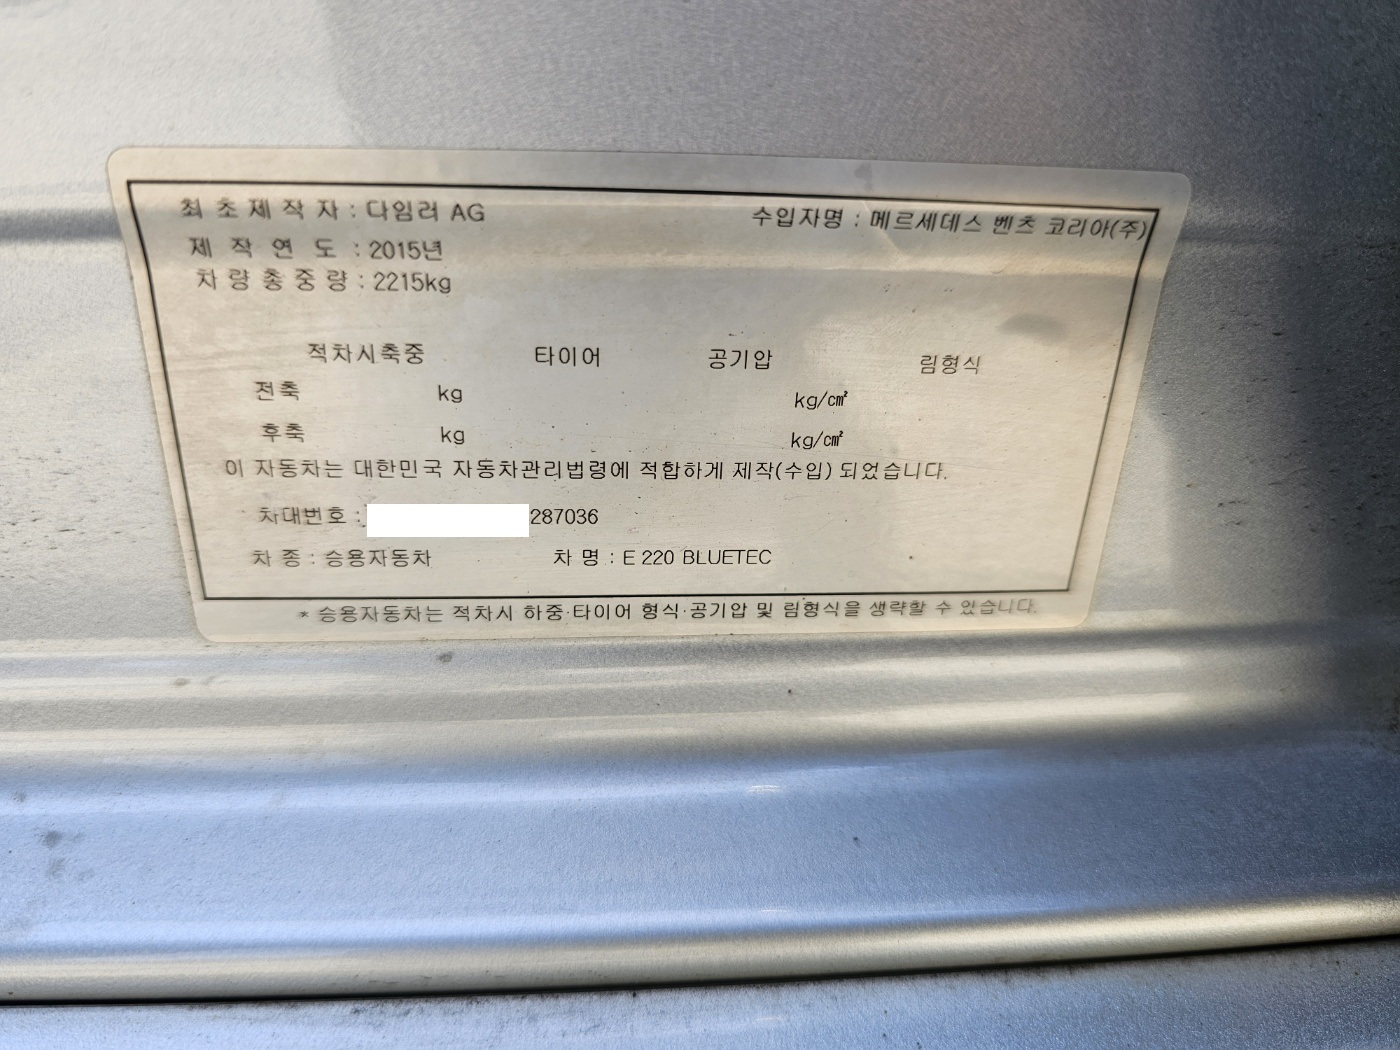 최초제작자 : 다임러 AG 수입자명 : 메르세데스 벤츠 코리아(주)
제 작 연 도 : 2015년
차량총중량 : 2215kg
적차시축중 타이어 공기압 림형식
전축 kg kg/㎠
후축 kg kg/㎠
이 자동차는 대한민국 자동차관리법령에 적합하게 제작(수입) 되었습니다.
차대번호 : 287036
차 종 : 승용자동차 차 명 : E 220 BLUETEC
* 승용자동차는 적차시 하중·타이어 형식·공기압 및 림형식을 생략할 수 있습니다.